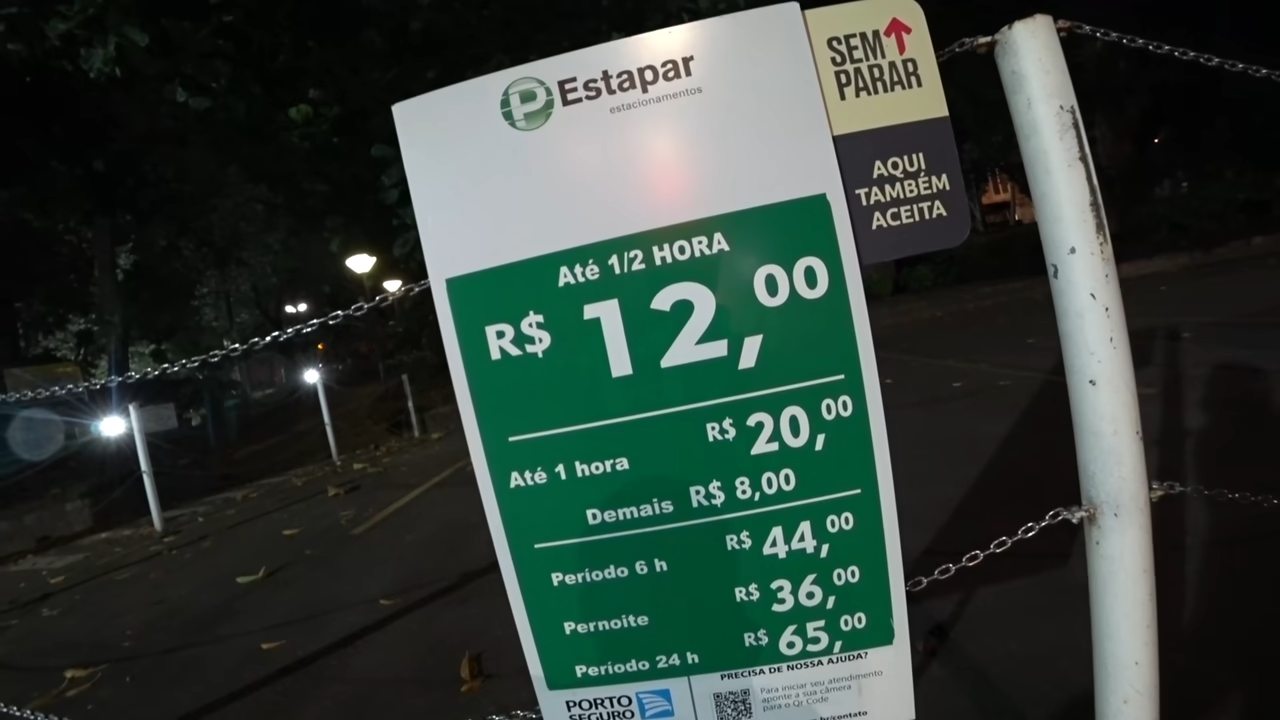 P Estapar
estacionamentos
SEM
PARAR
AQUI
TAMBÉM
ACEITA
Até 1/2 HORA
R$ 12,00
Até 1 hora R$ 20,00
Demais R$ 8,00
Período 6 h R$ 44,00
Pernoite R$ 36,00
Período 24 h R$ 65,00
PORTO
SEGURO
PRECISA DE NOSSA AJUDA?
Para iniciar seu atendimento
aponte a sua câmera
para o Qr Code